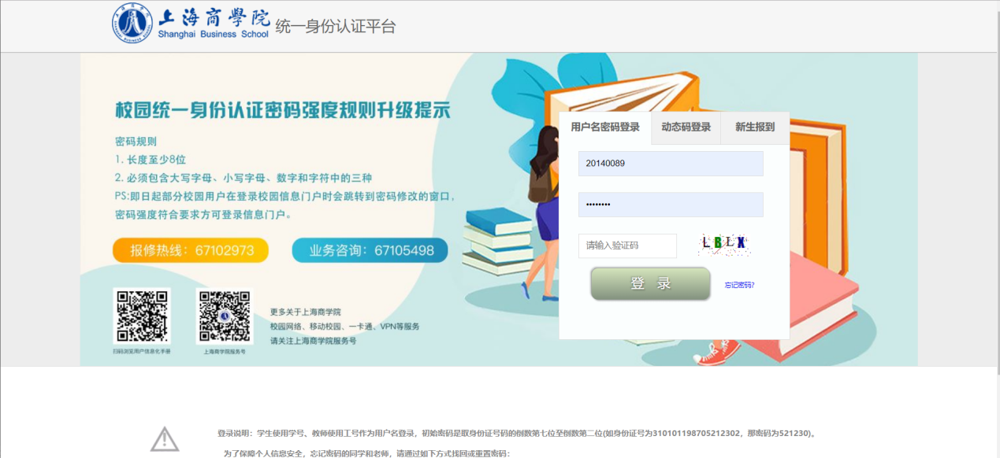 上海商學院
Shanghai Business School
统一身份认证平台
校园统一身份认证密码强度规则升级提示
密码规则
1. 长度至少8位
2. 必须包含大写字母、小写字母、数字和字符中的三种
PS:即日起部分校园用户在登录校园信息门户时会跳转到密码修改的窗口，
密码强度符合要求方可登录信息门户。
报修热线：67102973
业务咨询：67105498
扫码浏览用户信息化手册
上海商学院服务号
更多关于上海商学院
校园网络、移动校园、一卡通、VPN等服务
请关注上海商学院服务号
用户名密码登录
动态码登录
新生报到
20140089
••••••••
请输入验证码
LBLX
登 录
忘记密码?
登录说明：学生使用学号、教师使用工号作为用户名登录，初始密码是取身份证号码的倒数第七位至倒数第二位(如身份证号为310101198705212302，那密码为521230)。
为了保障个人信息安全，忘记密码的同学和老师，请通过如下方式找回或重置密码：